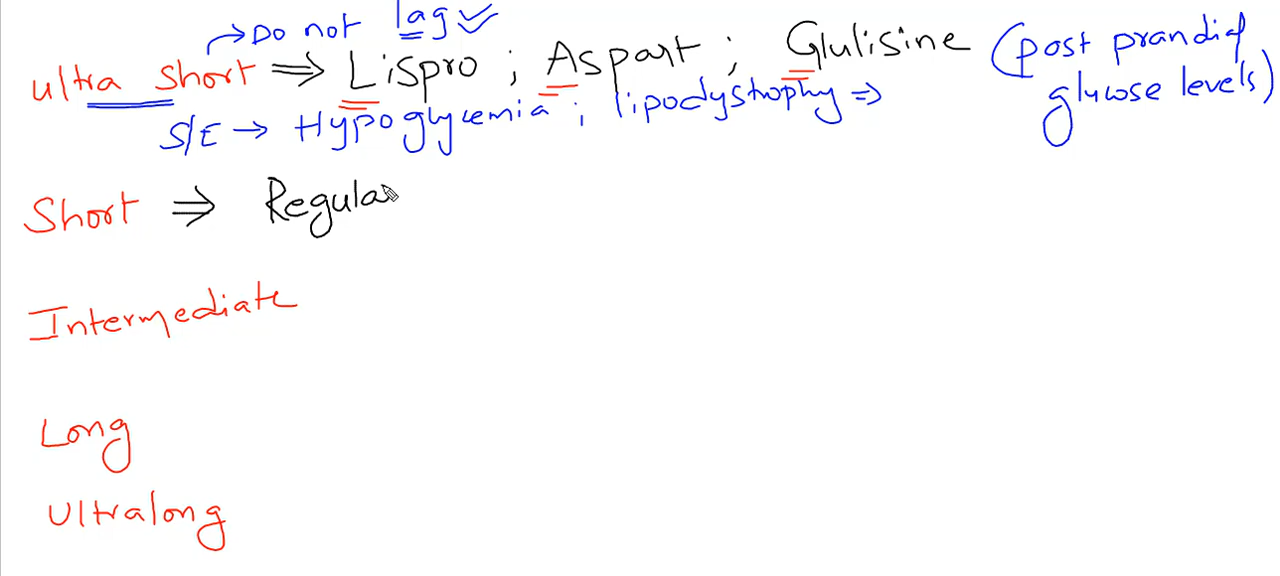 → Do not lag ✓
ultra short ⇒ Lispro ; Aspart ; Glulisine (post prandial glucose levels)
S/E → Hypoglycemia ; lipodystrophy ⇒
Short ⇒ Regular
Intermediate
Long
Ultralong